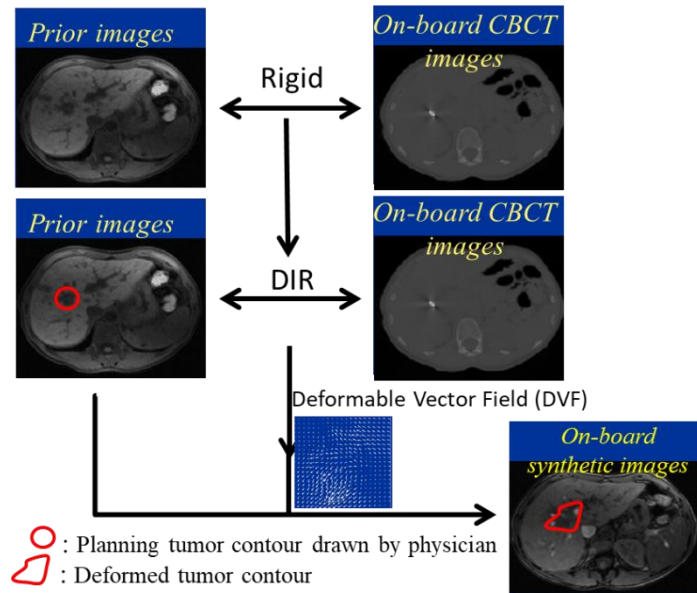 Prior images
On-board CBCT
images
Rigid
Prior images
On-board CBCT
images
DIR
Deformable Vector Field (DVF)
On-board
synthetic images
: Planning tumor contour drawn by physician
: Deformed tumor contour